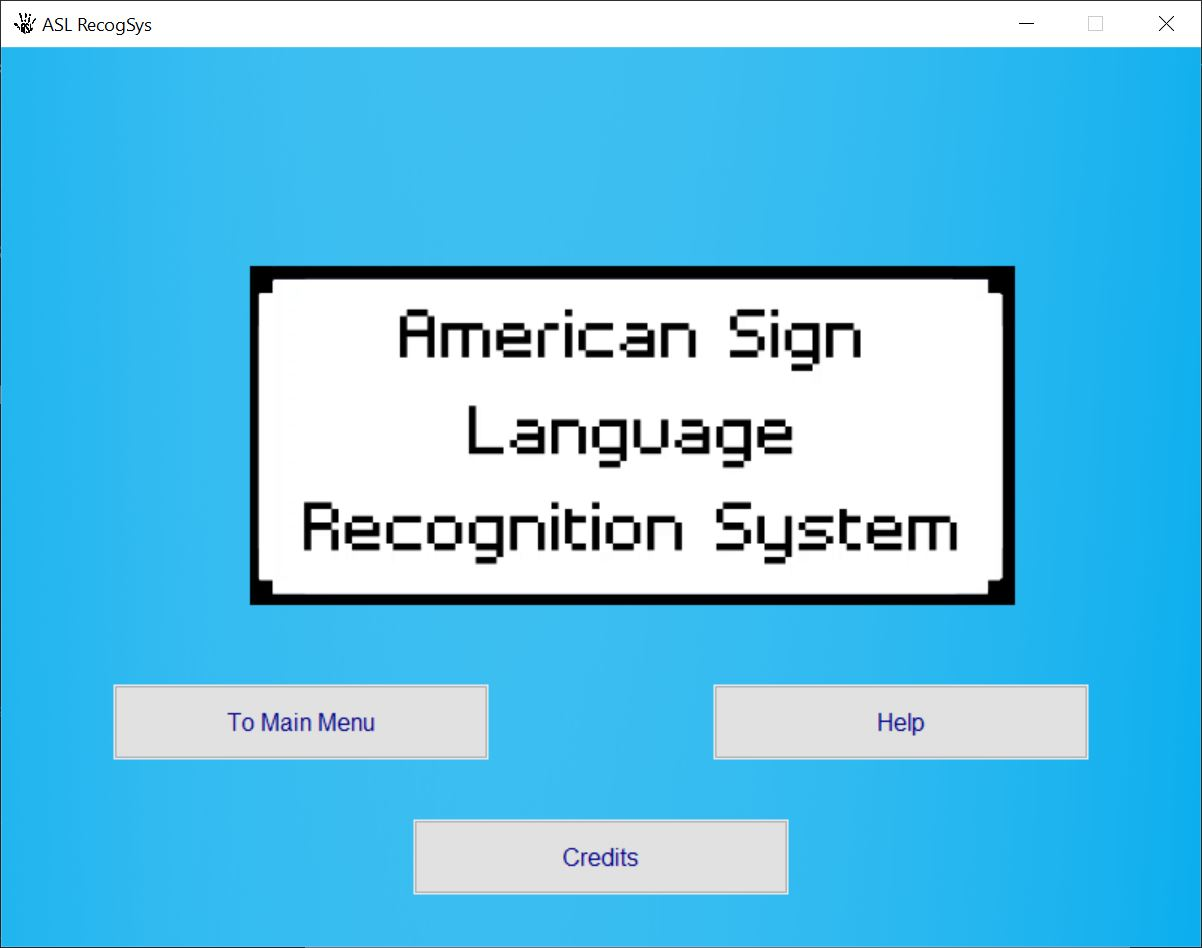 ASL RecogSys
American Sign
Language
Recognition System
To Main Menu
Help
Credits